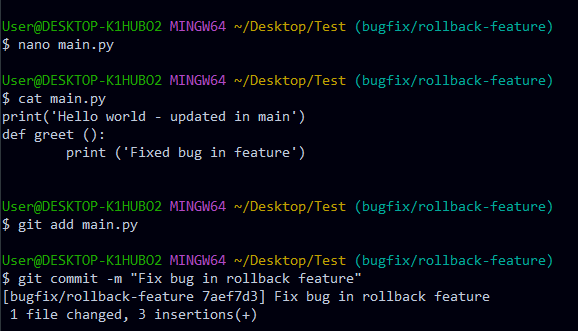 User@DESKTOP-K1HUBO2 MINGW64 ~/Desktop/Test (bugfix/rollback-feature)
$ nano main.py
User@DESKTOP-K1HUBO2 MINGW64 ~/Desktop/Test (bugfix/rollback-feature)
$ cat main.py
print('Hello world - updated in main')
def greet ():
        print ('Fixed bug in feature')
User@DESKTOP-K1HUBO2 MINGW64 ~/Desktop/Test (bugfix/rollback-feature)
$ git add main.py
User@DESKTOP-K1HUBO2 MINGW64 ~/Desktop/Test (bugfix/rollback-feature)
$ git commit -m "Fix bug in rollback feature"
[bugfix/rollback-feature 7aef7d3] Fix bug in rollback feature
 1 file changed, 3 insertions(+)